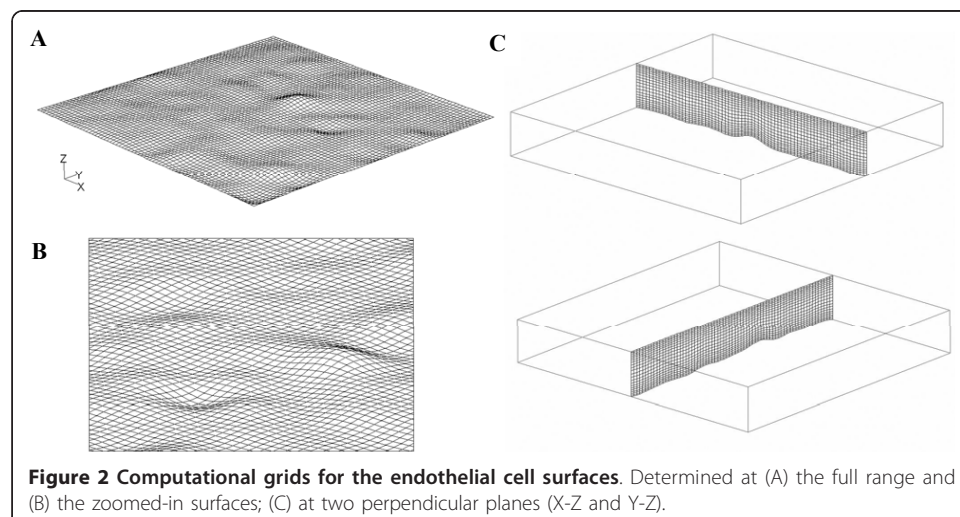 A
C
Z
Y
X
B
Figure 2 Computational grids for the endothelial cell surfaces. Determined at (A) the full range and
(B) the zoomed-in surfaces; (C) at two perpendicular planes (X-Z and Y-Z).